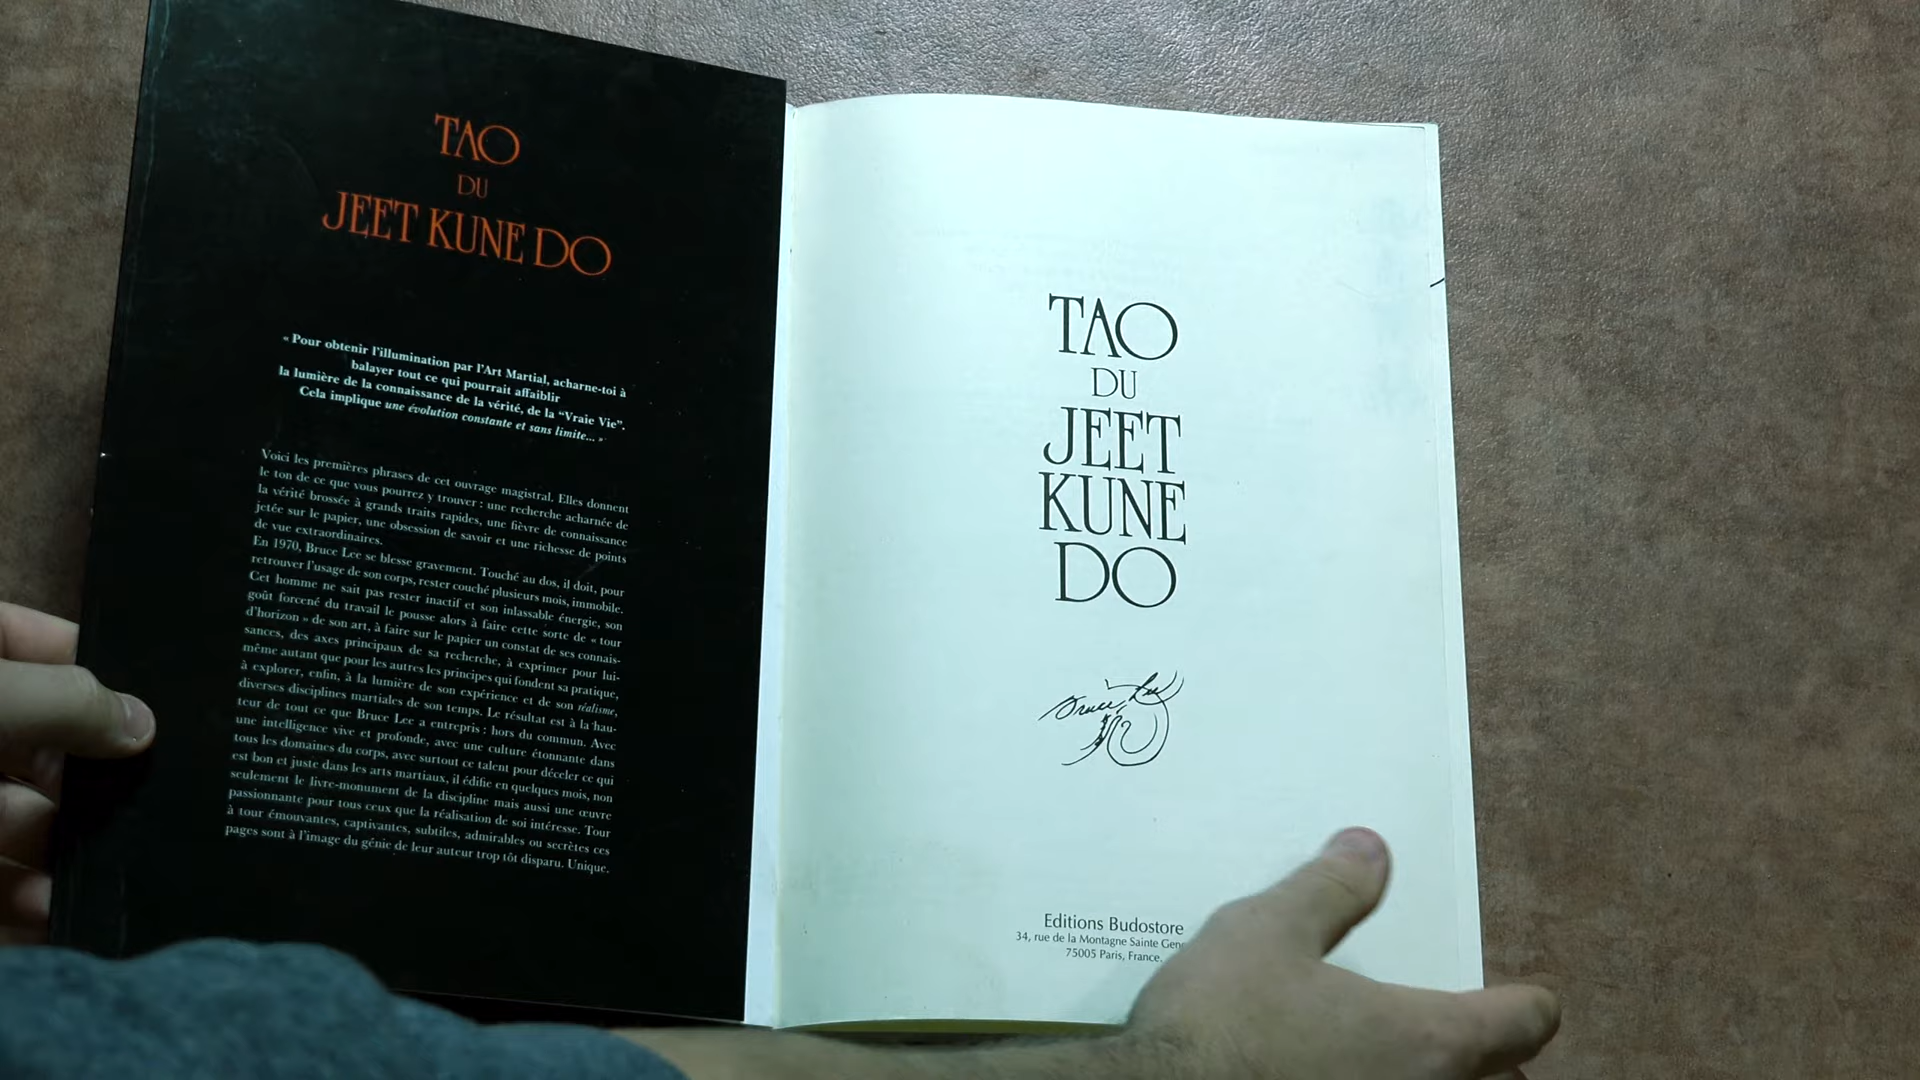 TAO
DU
JEET KUNE DO
« Pour obtenir l'illumination par l'Art Martial, acharne-toi à
balayer tout ce qui pourrait affaiblir
la lumière de la connaissance de la vérité, de la “Vraie Vie”.
Cela implique une évolution constante et sans limite... »
Voici les premières phrases de cet ouvrage magistral. Elles donnent
le ton de ce que vous pourrez y trouver : une recherche acharnée de
la vérité brossée à grands traits rapides, une fièvre de connaissance
jetée sur le papier, une obsession de savoir et une richesse de points
de vue extraordinaires.
En 1970, Bruce Lee se blesse gravement. Touché au dos, il doit, pour
retrouver l'usage de son corps, rester couché plusieurs mois, immobile.
Cet homme ne sait pas rester inactif et son inlassable énergie, son
goût forcené du travail le pousse alors à faire cette sorte de « tour
d'horizon » de son art, à faire sur le papier un constat de ses connais-
sances, des axes principaux de sa recherche, à exprimer pour lui-
même autant que pour les autres les principes qui fondent sa pratique,
à explorer, enfin, à la lumière de son expérience et de son réalisme,
diverses disciplines martiales de son temps. Le résultat est à la hau-
teur de tout ce que Bruce Lee a entrepris : hors du commun. Avec
une intelligence vive et profonde, avec une culture étonnante dans
tous les domaines du corps, avec surtout ce talent pour déceler ce qui
est bon et juste dans les arts martiaux, il édifie en quelques mois, non
seulement le livre-monument de la discipline mais aussi une œuvre
passionnante pour tous ceux que la réalisation de soi intéresse. Tour
à tour émouvantes, captivantes, subtiles, admirables ou secrètes ces
pages sont à l'image du génie de leur auteur trop tôt disparu. Unique.
TAO
DU
JEET
KUNE
DO
Bruce Lee
Editions Budostore
34, rue de la Montagne Sainte
75005 Paris, France.